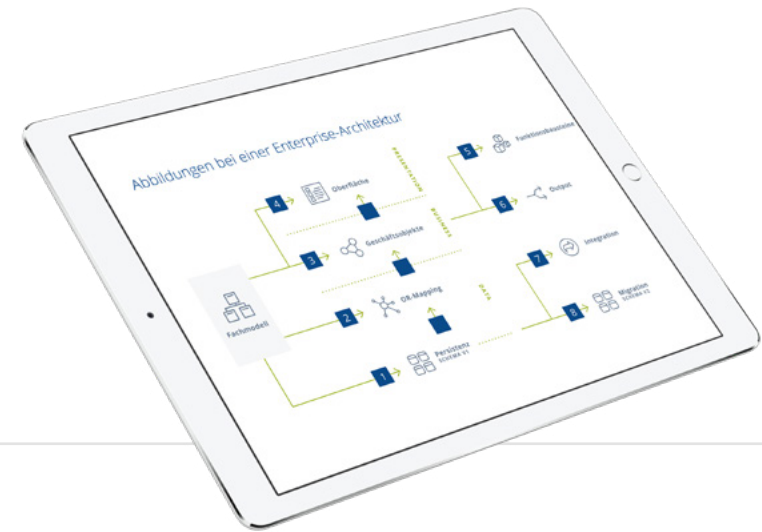 Abbildungen bei einer Enterprise-Architektur
PRESENTATION
5
Funktionsbausteine
4
Oberfläche
6
Output
BUSINESS
3
Geschäftsobjekte
7
Integration
Fachmodell
2
OR-Mapping
DATA
8
Migration
SCHEMA V2
1
Persistenz
SCHEMA V1